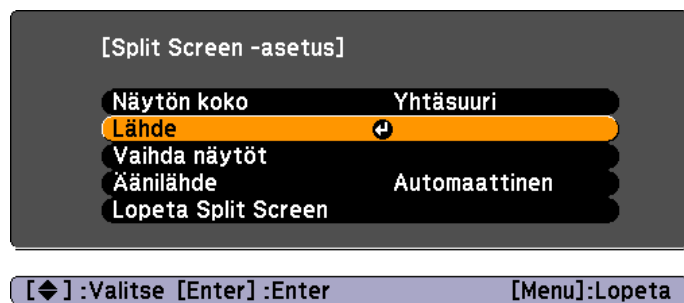 [Split Screen -asetus]
Näytön koko Yhtäsuuri
Lähde
Vaihda näytöt
Äänilähde Automaattinen
Lopeta Split Screen
[◆] :Valitse [Enter] :Enter [Menu]:Lopeta